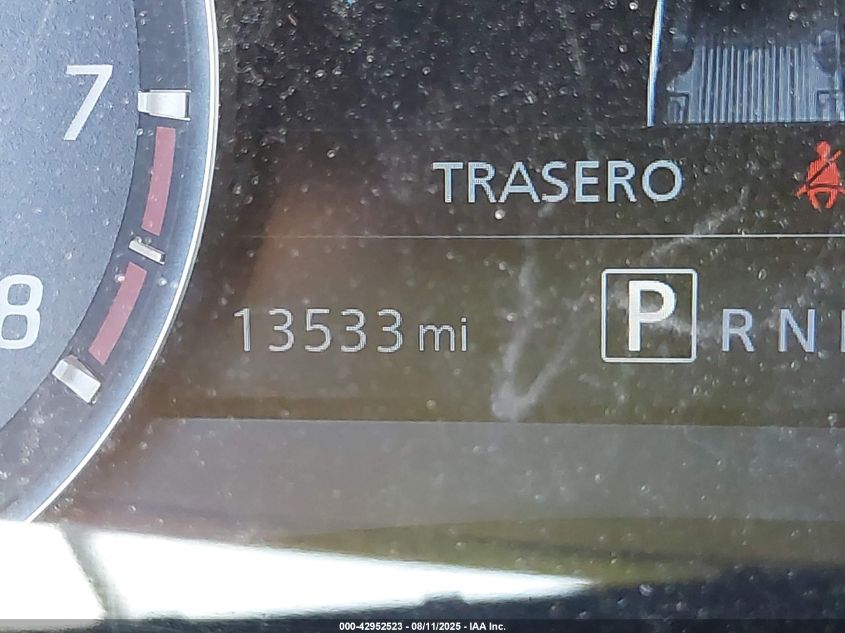 7
TRASERO
8
13533 mi
P R N
000-42952523 - 08/11/2025 - IAA Inc.